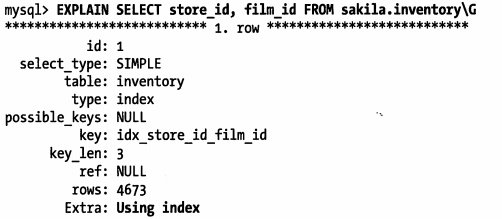 mysql> EXPLAIN SELECT store_id, film_id FROM sakila.inventory\G
*************************** 1. row ***************************
id: 1
select_type: SIMPLE
table: inventory
type: index
possible_keys: NULL
key: idx_store_id_film_id
key_len: 3
ref: NULL
rows: 4673
Extra: Using index